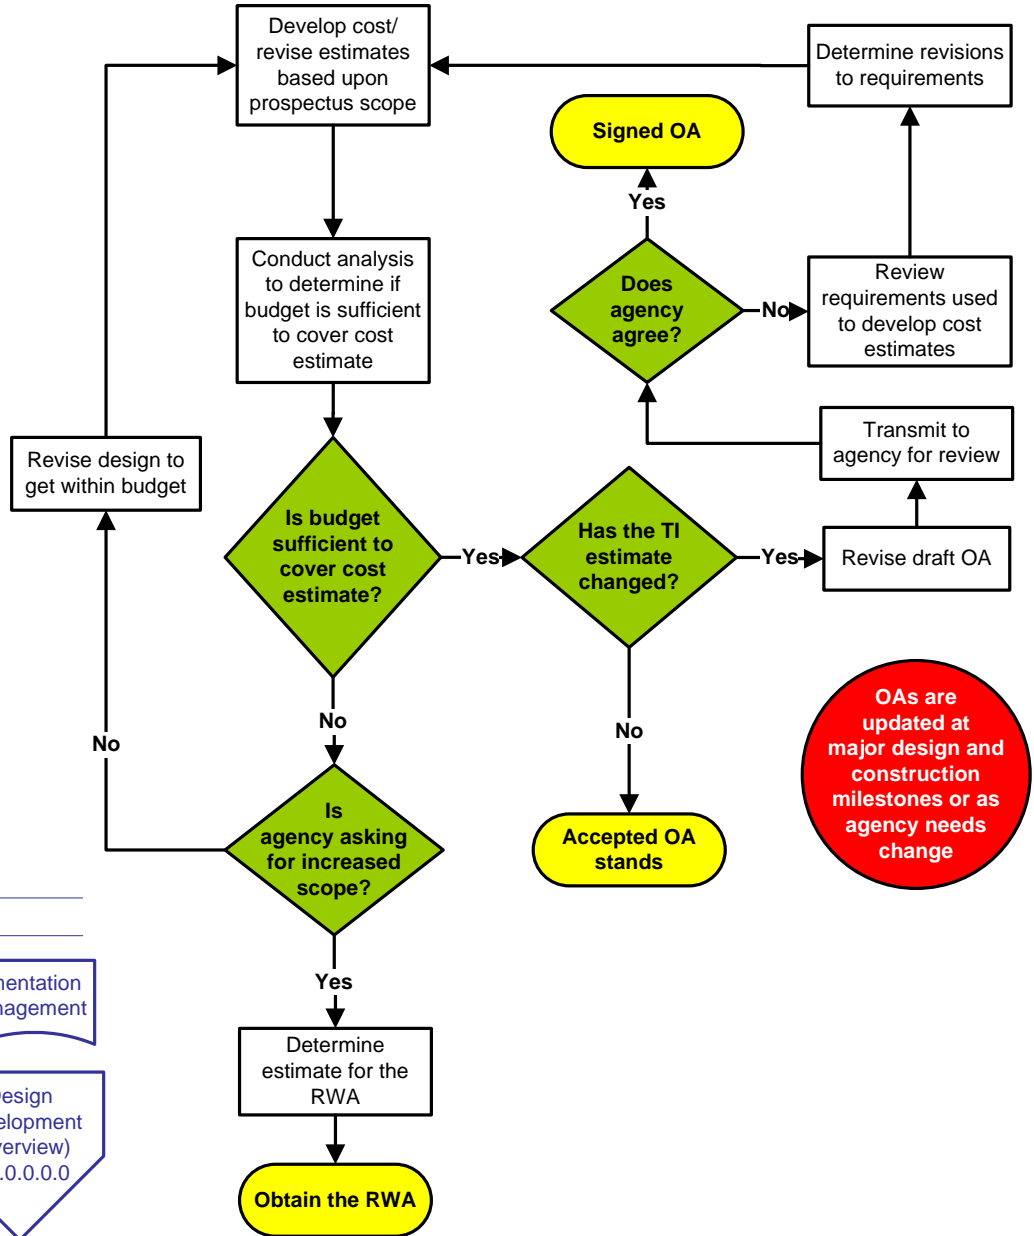 Develop cost/
revise estimates
based upon
prospectus scope
Determine revisions
to requirements
Signed OA
Yes
Conduct analysis
to determine if
budget is sufficient
to cover cost
estimate
Does
agency
agree?
No
Review
requirements used
to develop cost
estimates
Revise design to
get within budget
Transmit to
agency for review
Is budget
sufficient to
cover cost
estimate?
Yes
Has the TI
estimate
changed?
Yes
Revise draft OA
No
No
No
OAs are
updated at
major design and
construction
milestones or as
agency needs
change
Is
agency asking
for increased
scope?
Accepted OA
stands
Yes
Determine
estimate for the
RWA
Obtain the RWA